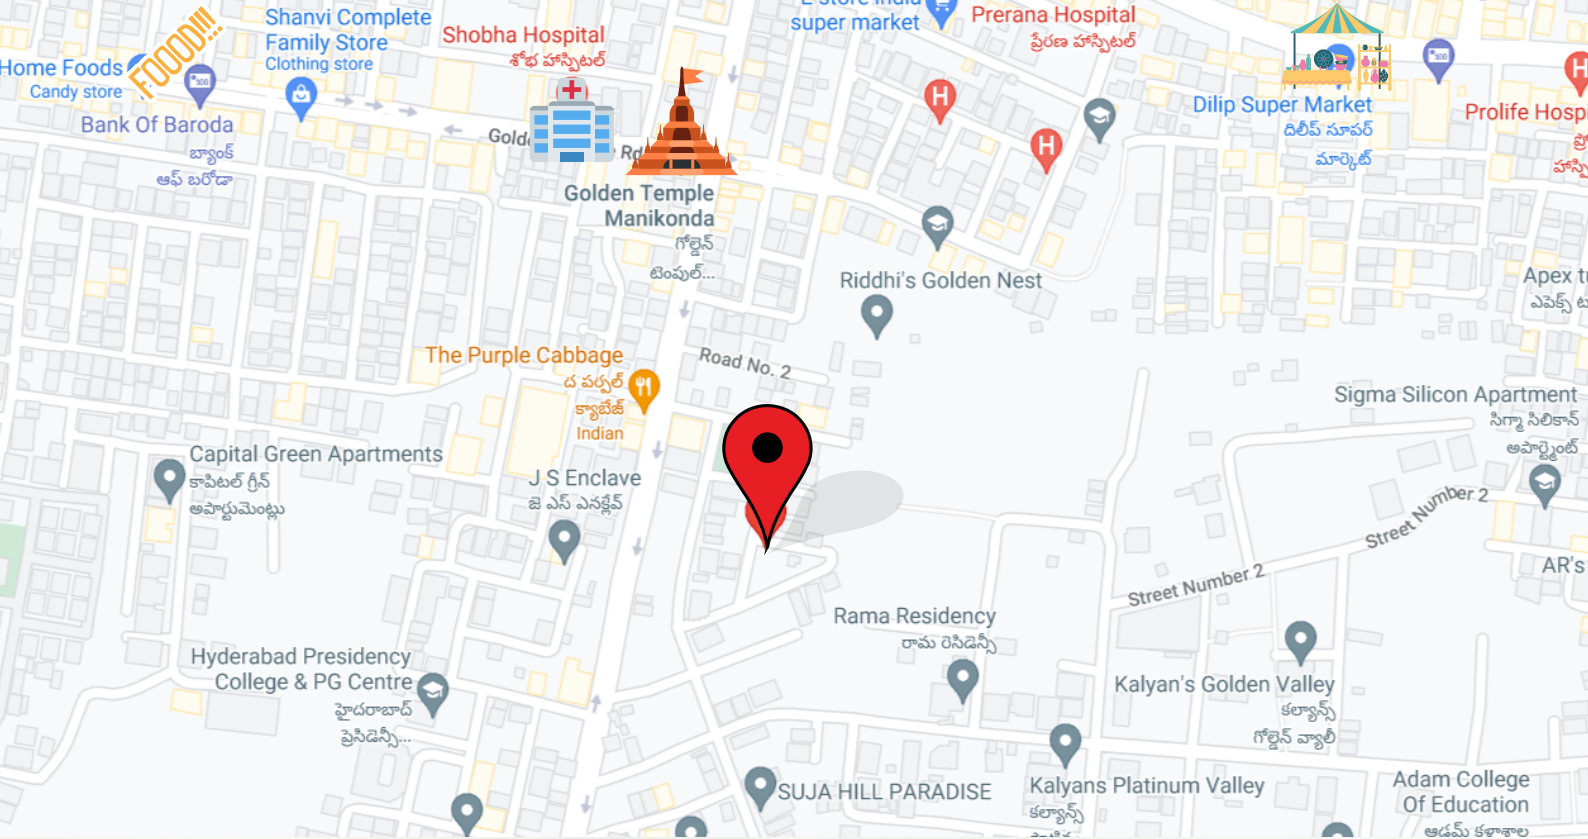 FOOOD!!!
Shanvi Complete
Family Store
Clothing store
Shobha Hospital
శోభ హాస్పిటల్
super market
Prerana Hospital
ప్రేరణ హాస్పిటల్
Home Foods
Candy store
Bank Of Baroda
బ్యాంక్
ఆఫ్ బరోడా
Dilip Super Market
దిలీప్ సూపర్
మార్కెట్
Prolife
H
H
H
Rd
Golden Temple
Manikonda
గోల్డెన్
టెంపుల్...
Riddhi's Golden Nest
Apex
ఎపెక్స్
The Purple Cabbage
ద పర్పల్
క్యాబేజ్
Indian
Road No. 2
Sigma Silicon Apartment
సిగ్మా సిలికాన్
అపార్ట్మెంట్
Capital Green Apartments
కాపిటల్ గ్రీన్
అపార్టుమెంట్లు
J S Enclave
జె ఎస్ ఎనక్లేవ్
Street Number 2
Street Number 2
AR's
Rama Residency
రామ రెసిడెన్సీ
Hyderabad Presidency
College & PG Centre
హైదరాబాద్
ప్రెసిడెన్సీ...
Kalyan's Golden Valley
కల్యాన్స్
గోల్డెన్ వ్యాలీ
SUJA HILL PARADISE
Kalyans Platinum Valley
కల్యాన్స్
Adam College
Of Education
ఆడమ్ కళాశాల